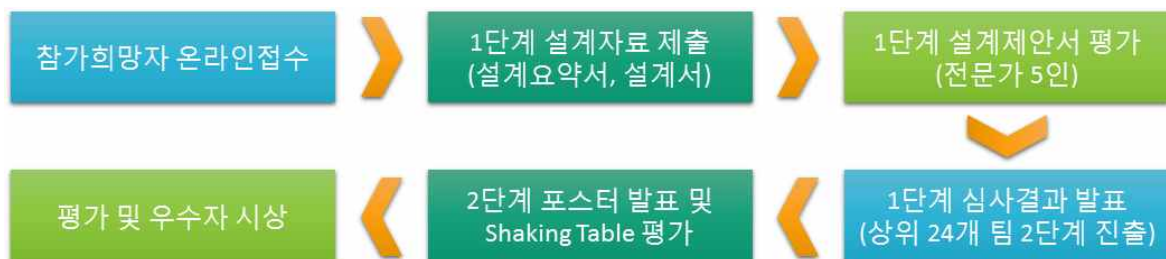 참가희망자 온라인접수
1단계 설계자료 제출
(설계요약서, 설계서)
1단계 설계제안서 평가
(전문가 5인)
1단계 심사결과 발표
(상위 24개 팀 2단계 진출)
2단계 포스터 발표 및
Shaking Table 평가
평가 및 우수자 시상